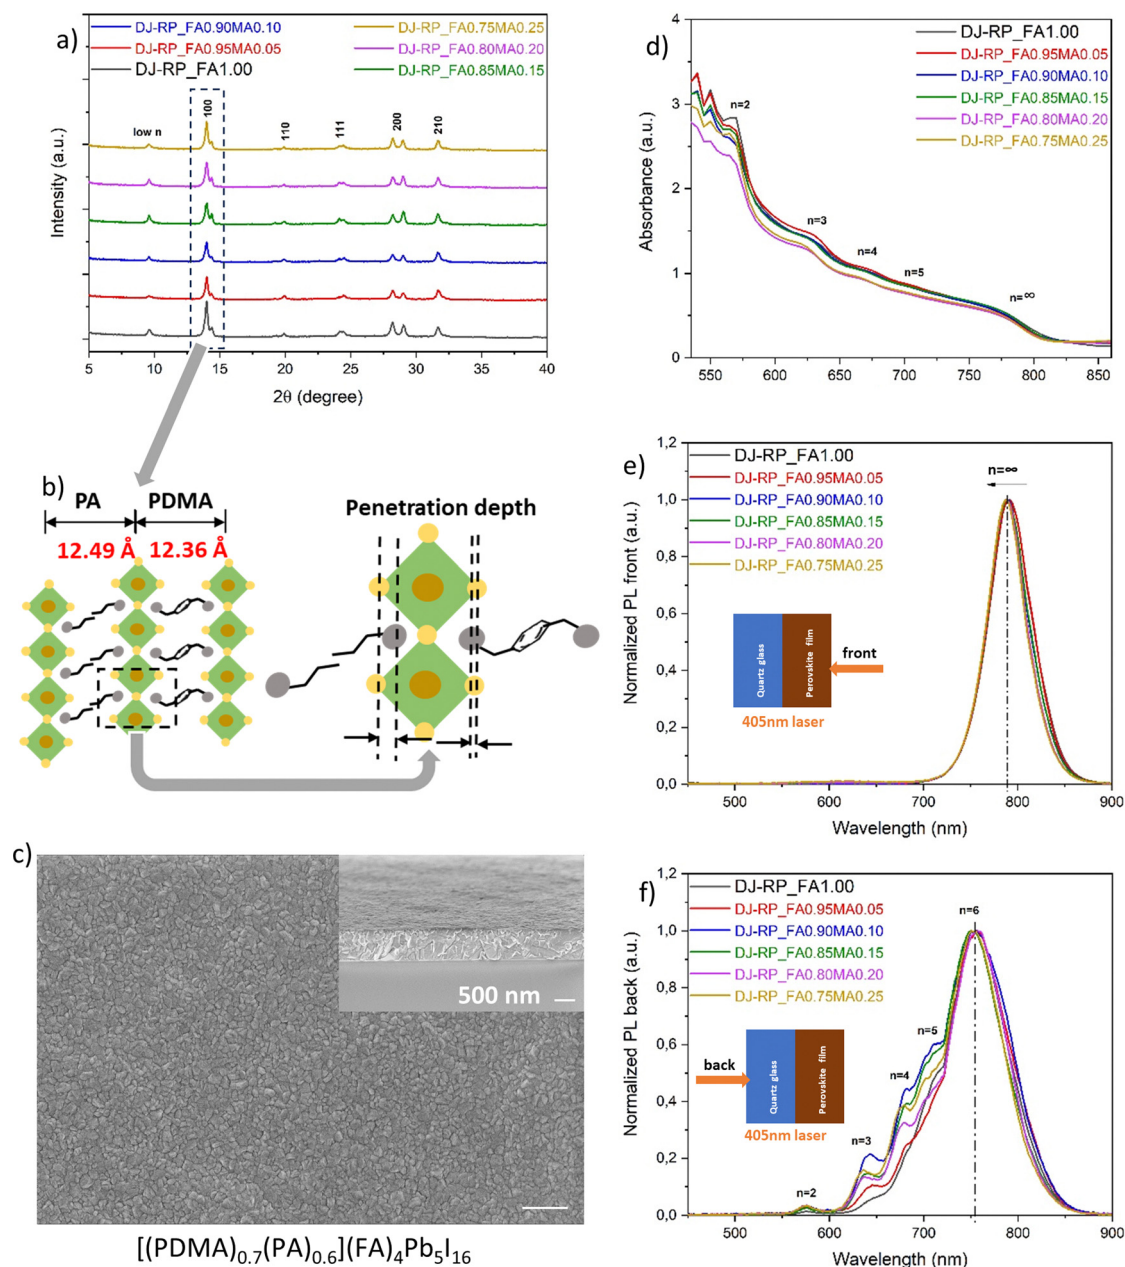 a)
DJ-RP_FA0.90MA0.10
DJ-RP_FA0.95MA0.05
DJ-RP_FA1.00
DJ-RP_FA0.75MA0.25
DJ-RP_FA0.80MA0.20
DJ-RP_FA0.85MA0.15
low n
100
110
111
200
210
Intensity (a.u.)
5
10
15
20
25
30
35
40
2θ (degree)
b)
PA
PDMA
12.49 Å
12.36 Å
Penetration depth
c)
500 nm
[(PDMA)0.7(PA)0.6](FA)4Pb5I16
d)
DJ-RP_FA1.00
DJ-RP_FA0.95MA0.05
DJ-RP_FA0.90MA0.10
DJ-RP_FA0.85MA0.15
DJ-RP_FA0.80MA0.20
DJ-RP_FA0.75MA0.25
n=2
n=3
n=4
n=5
n=∞
Absorbance (a.u.)
4
3
2
1
0
550
600
650
700
750
800
850
e)
DJ-RP_FA1.00
DJ-RP_FA0.95MA0.05
DJ-RP_FA0.90MA0.10
DJ-RP_FA0.85MA0.15
DJ-RP_FA0.80MA0.20
DJ-RP_FA0.75MA0.25
n=∞
Quartz glass
Perovskite film
front
405nm laser
Normalized PL front (a.u.)
1,2
1,0
0,8
0,6
0,4
0,2
0,0
500
600
700
800
900
Wavelength (nm)
f)
DJ-RP_FA1.00
DJ-RP_FA0.95MA0.05
DJ-RP_FA0.90MA0.10
DJ-RP_FA0.85MA0.15
DJ-RP_FA0.80MA0.20
DJ-RP_FA0.75MA0.25
n=6
n=5
n=4
n=3
n=2
back
Quartz glass
Perovskite film
405nm laser
Normalized PL back (a.u.)
1,2
1,0
0,8
0,6
0,4
0,2
0,0
500
600
700
800
900
Wavelength (nm)